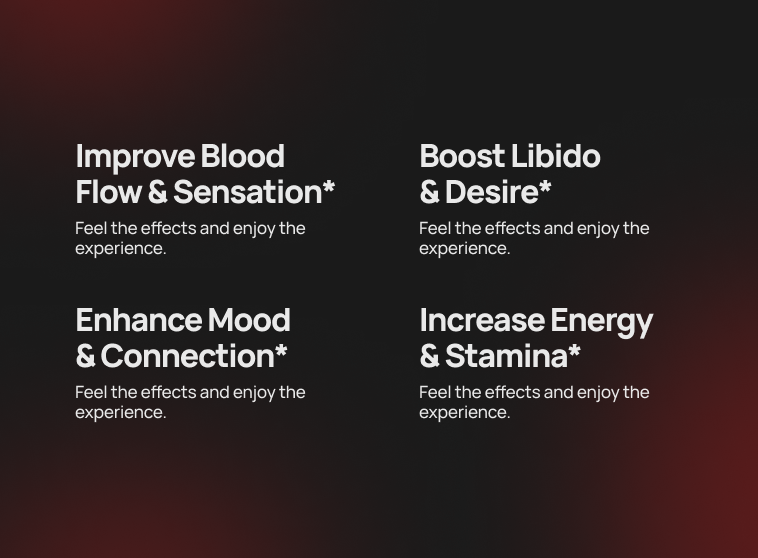 Improve Blood
Flow & Sensation*
Feel the effects and enjoy the
experience.
Boost Libido
& Desire*
Feel the effects and enjoy the
experience.
Enhance Mood
& Connection*
Feel the effects and enjoy the
experience.
Increase Energy
& Stamina*
Feel the effects and enjoy the
experience.